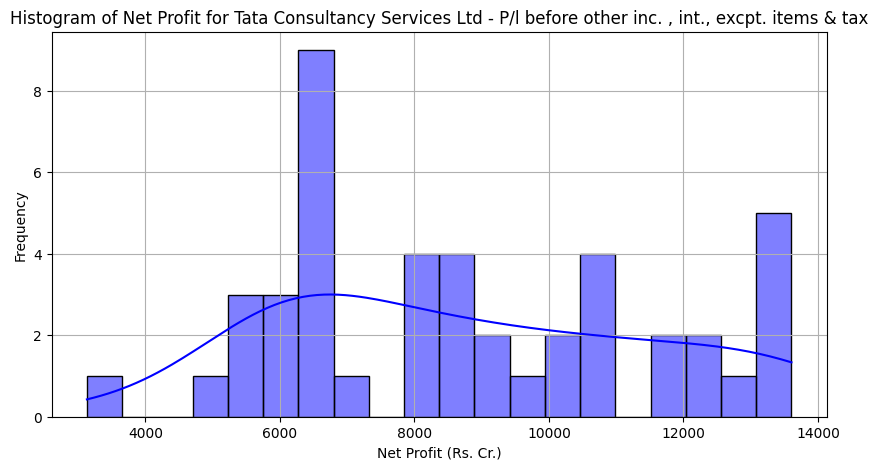 Histogram of Net Profit for Tata Consultancy Services Ltd - P/l before other inc. , int., excpt. items & tax
8
6
4
2
0
Frequency
4000 6000 8000 10000 12000 14000
Net Profit (Rs. Cr.)